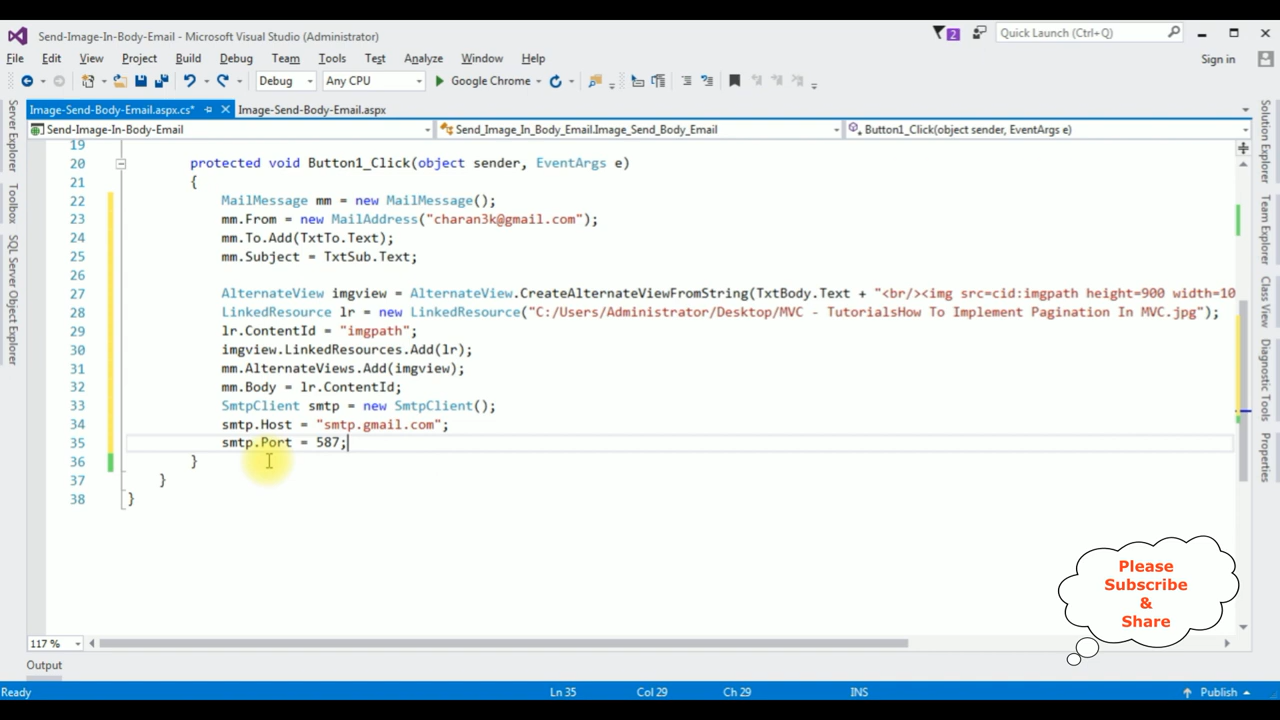 Send-Image-In-Body-Email - Microsoft Visual Studio (Administrator)
2
Quick Launch (Ctrl+Q)
File Edit View Project Build Debug Team Tools Test Analyze Window Help
Sign in
Debug Any CPU Google Chrome
Image-Send-Body-Email.aspx.cs* Image-Send-Body-Email.aspx
Send-Image-In-Body-Email Send_Image_In_Body_Email.Image_Send_Body_Email Button1_Click(object sender, EventArgs e)
Server Explorer
Toolbox
SQL Server Object Explorer
19
20 protected void Button1_Click(object sender, EventArgs e)
21 {
22 MailMessage mm = new MailMessage();
23 mm.From = new MailAddress("charan3k@gmail.com");
24 mm.To.Add(TxtTo.Text);
25 mm.Subject = TxtSub.Text;
26
27 AlternateView imgview = AlternateView.CreateAlternateViewFromString(TxtBody.Text + "<br/><img src=cid:imgpath height=900 width=10
28 LinkedResource lr = new LinkedResource("C:/Users/Administrator/Desktop/MVC - TutorialsHow To Implement Pagination In MVC.jpg");
29 lr.ContentId = "imgpath";
30 imgview.LinkedResources.Add(lr);
31 mm.AlternateViews.Add(imgview);
32 mm.Body = lr.ContentId;
33 SmtpClient smtp = new SmtpClient();
34 smtp.Host = "smtp.gmail.com";
35 smtp.Port = 587;
36 }
37 }
38 }
Solution Explorer
Team Explorer
Class View
Diagnostic Tools
Properties
Please
Subscribe
&
Share
117 %
Output
Ready Ln 35 Col 29 Ch 29 INS Publish